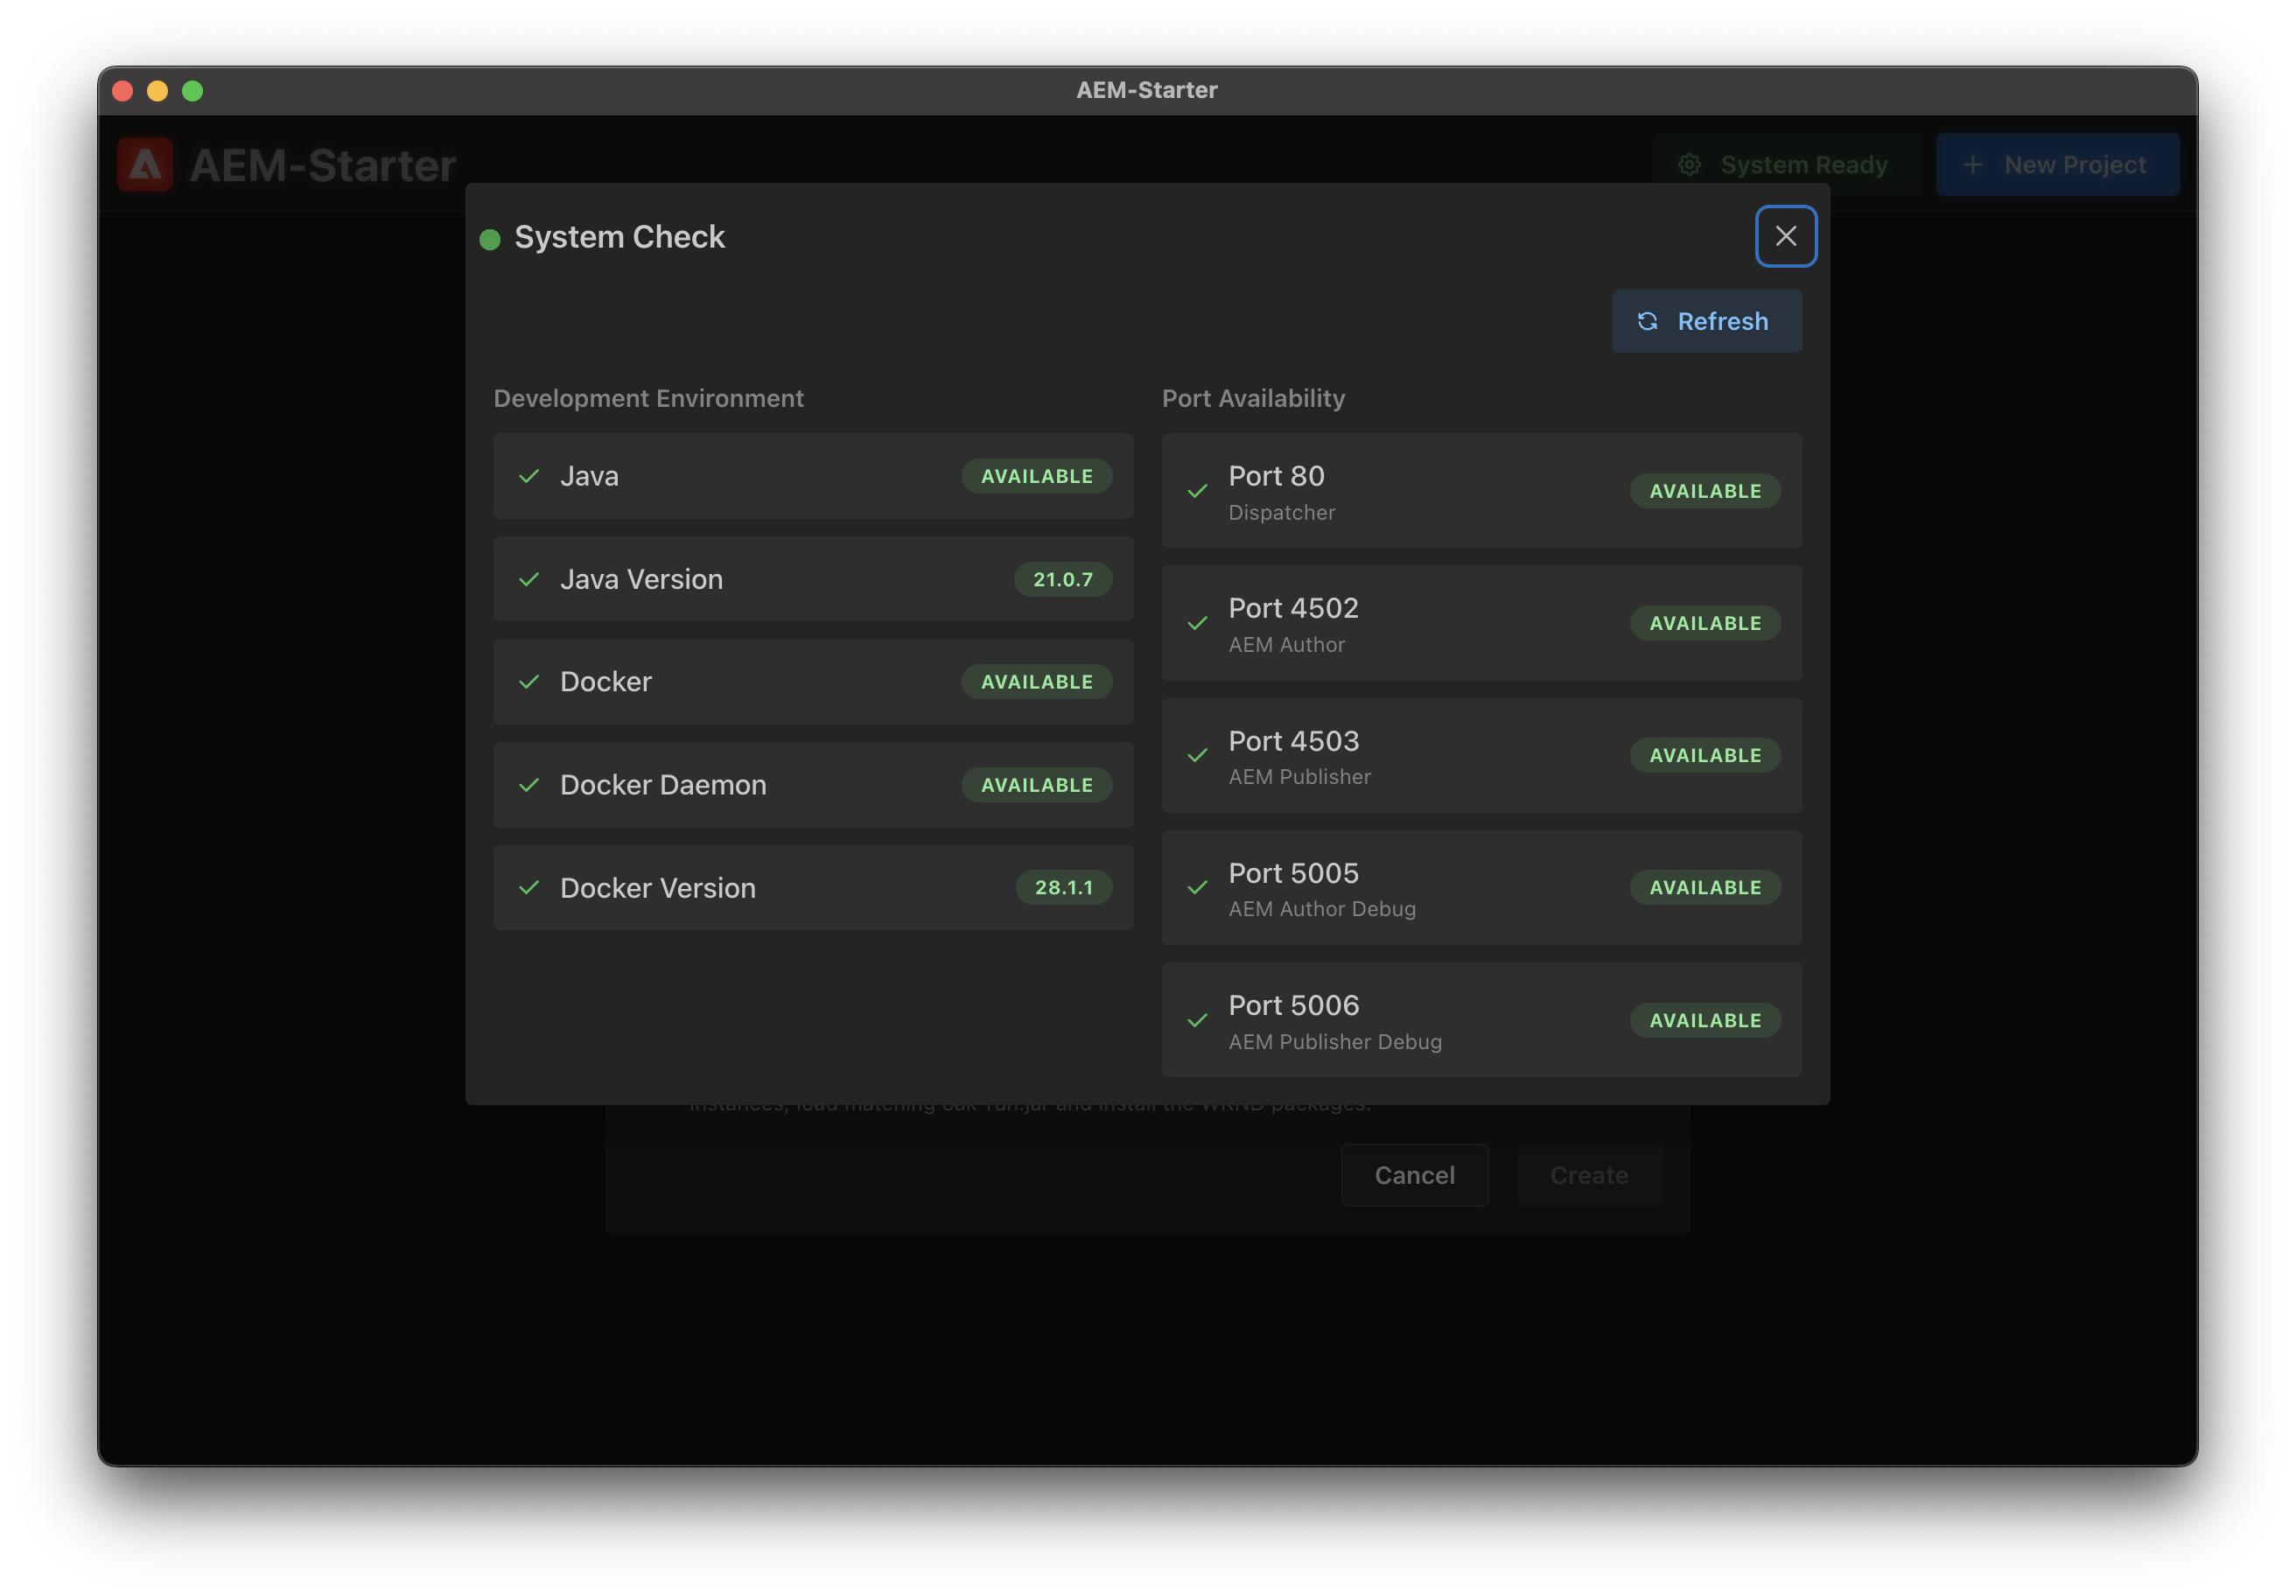 AEM-Starter
AEM-Starter
System Ready
New Project
System Check
Refresh
Development Environment
Java
AVAILABLE
Java Version
21.0.7
Docker
AVAILABLE
Docker Daemon
AVAILABLE
Docker Version
28.1.1
Port Availability
Port 80
Dispatcher
AVAILABLE
Port 4502
AEM Author
AVAILABLE
Port 4503
AEM Publisher
AVAILABLE
Port 5005
AEM Author Debug
AVAILABLE
Port 5006
AEM Publisher Debug
AVAILABLE
instances, load matching oak-run.jar and install the WKND packages.
Cancel
Create